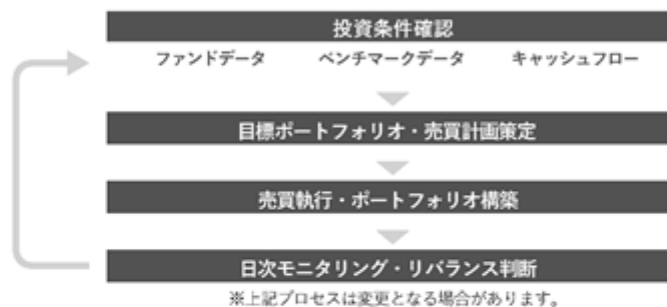 投資条件確認
ファンドデータ ベンチマークデータ キャッシュフロー
目標ポートフォリオ・売買計画策定
売買執行・ポートフォリオ構築
日次モニタリング・リバランス判断
※上記プロセスは変更となる場合があります。